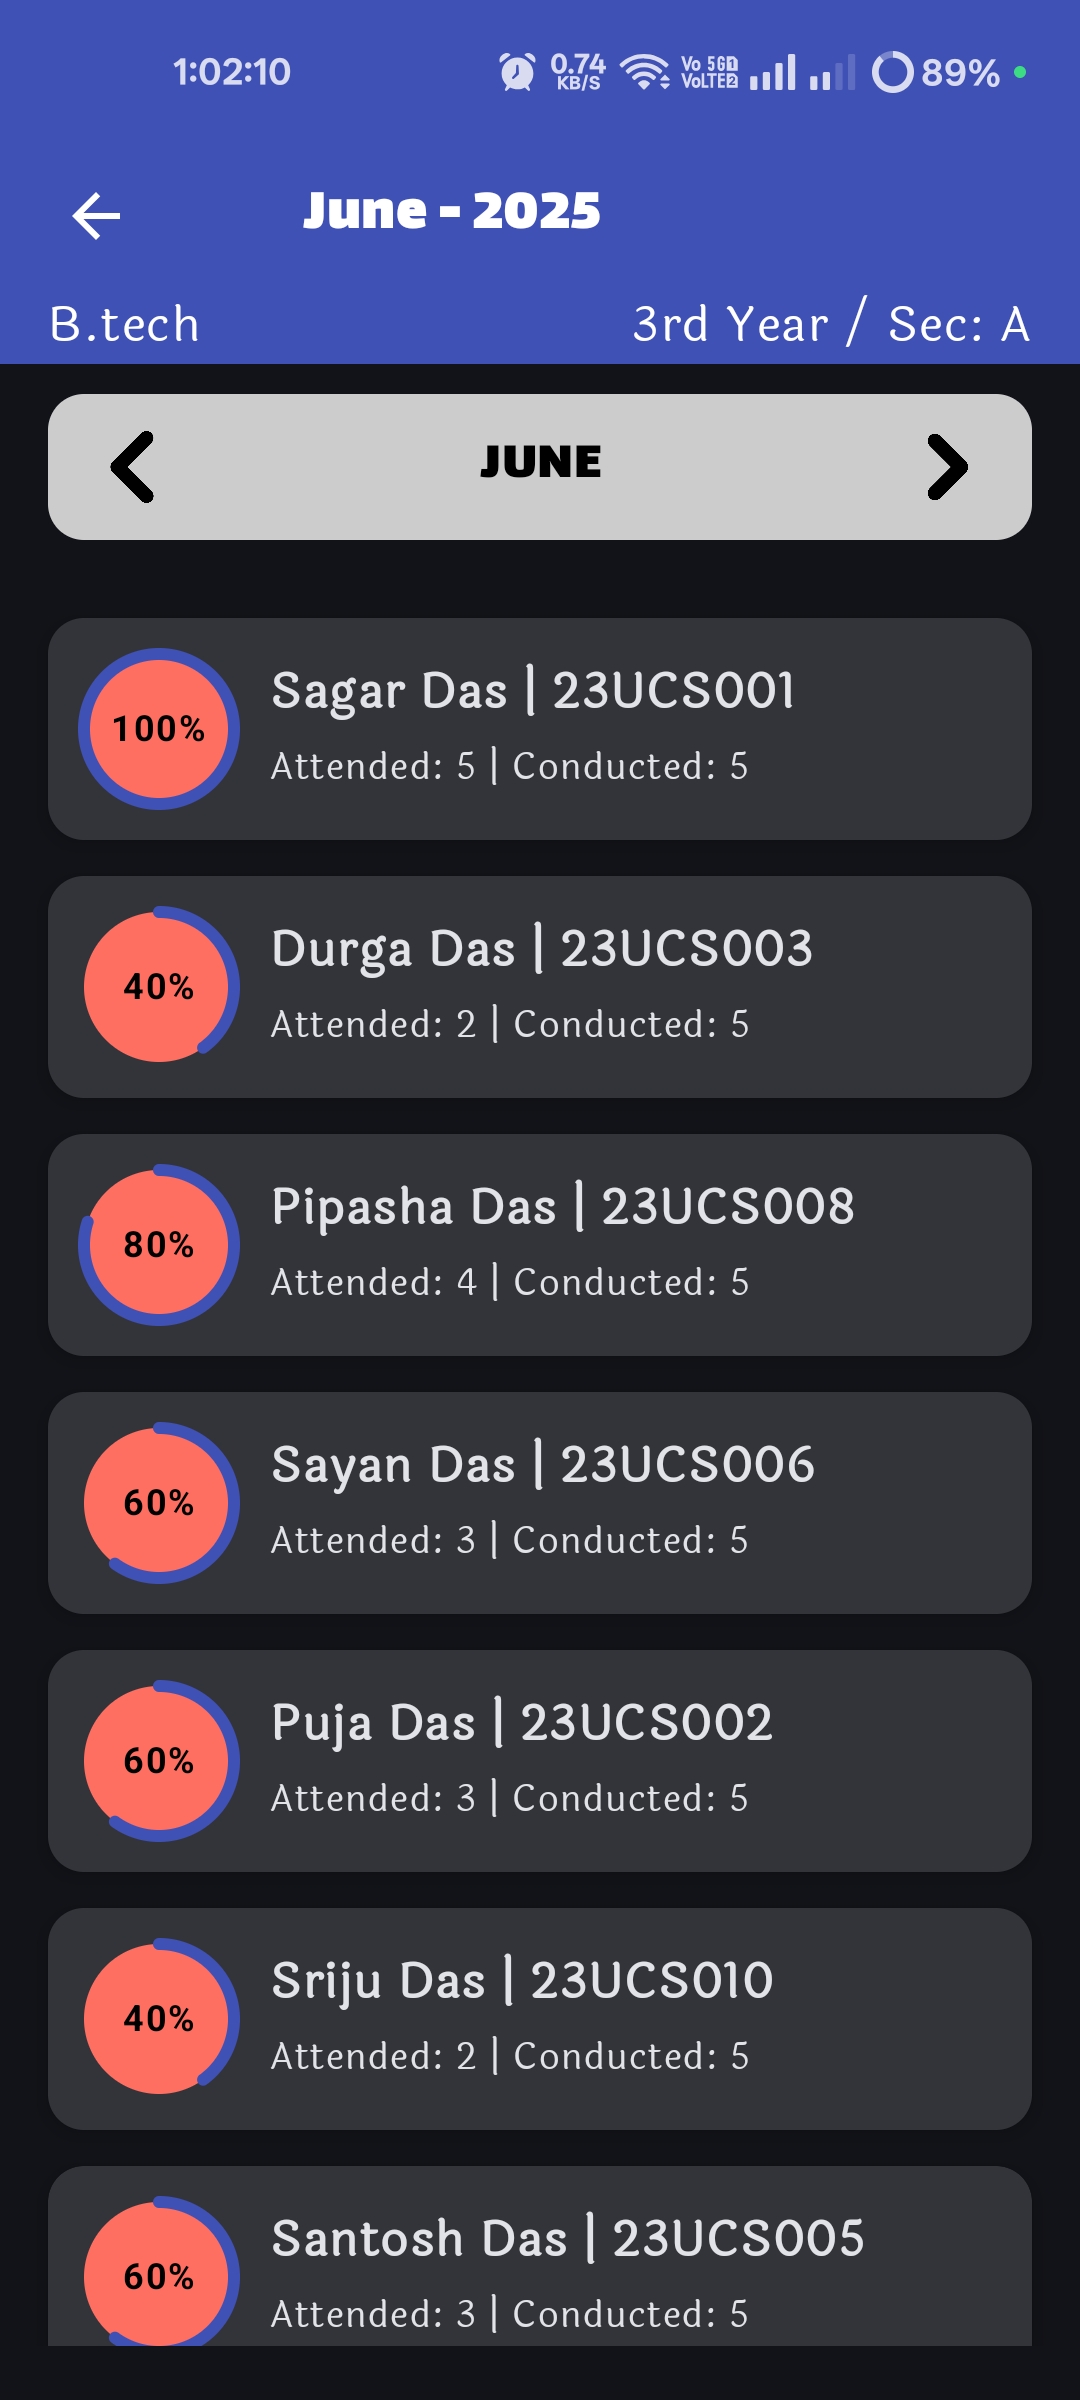 1:02:10 0.74 KB/S Vo 5G1 VoLTE2 89%
June - 2025
B.tech 3rd Year / Sec: A
JUNE
Sagar Das | 23UCS001
100%
Attended: 5 | Conducted: 5
Durga Das | 23UCS003
40%
Attended: 2 | Conducted: 5
Pipasha Das | 23UCS008
80%
Attended: 4 | Conducted: 5
Sayan Das | 23UCS006
60%
Attended: 3 | Conducted: 5
Puja Das | 23UCS002
60%
Attended: 3 | Conducted: 5
Sriju Das | 23UCS010
40%
Attended: 2 | Conducted: 5
Santosh Das | 23UCS005
60%
Attended: 3 | Conducted: 5